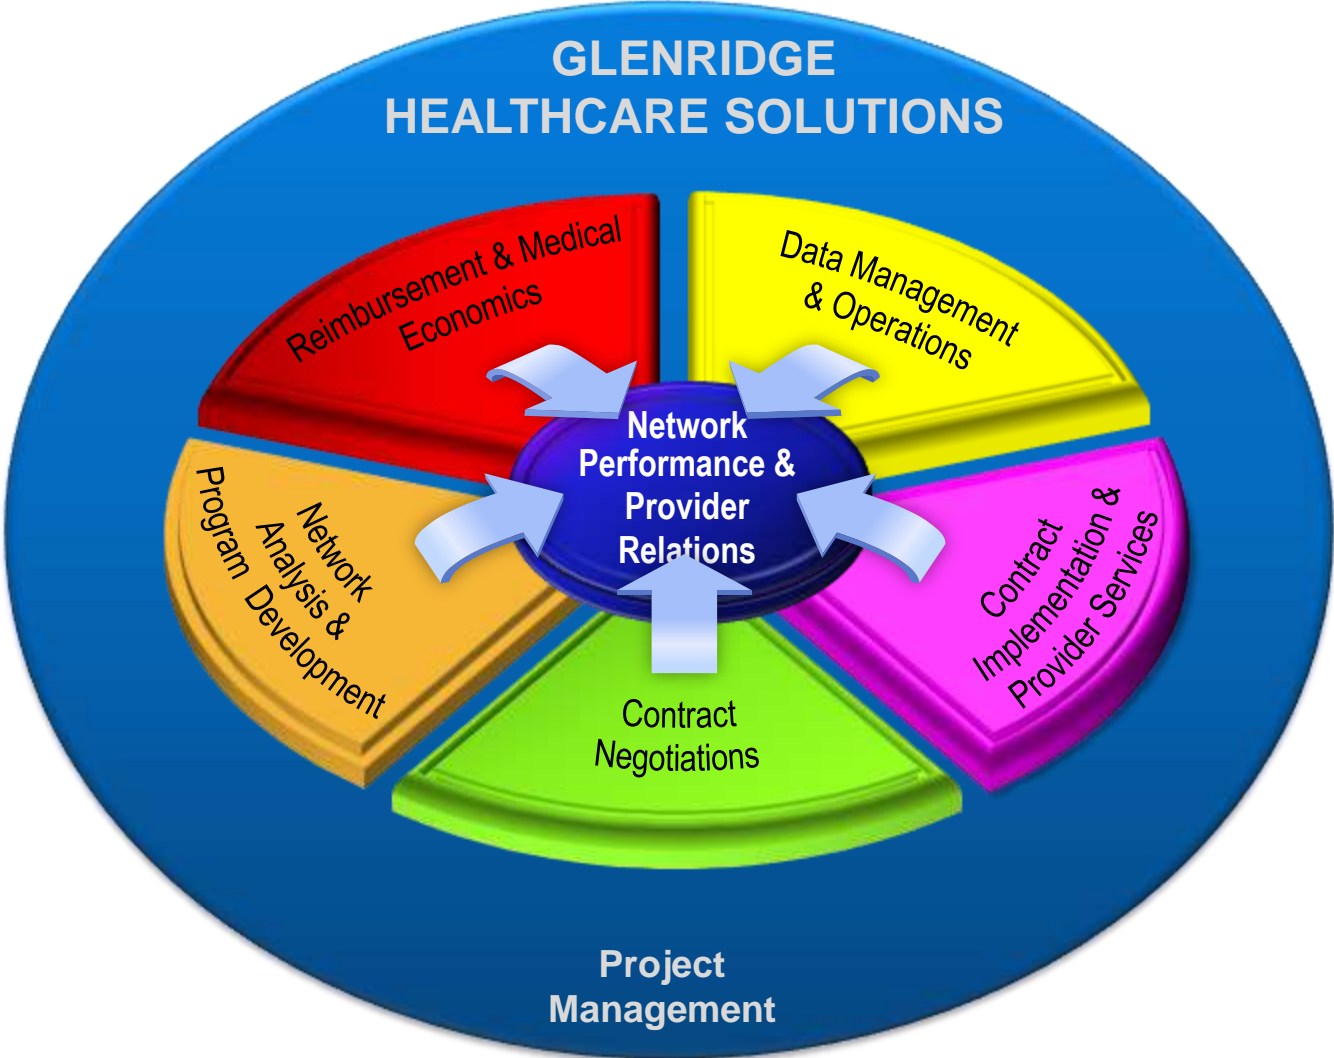 GLENRIDGE
HEALTHCARE SOLUTIONS
Reimbursement & Medical
Economics
Data Management
& Operations
Network
Performance &
Provider
Relations
Network
Analysis &
Program Development
Contract
Implementation &
Provider Services
Contract
Negotiations
Project
Management